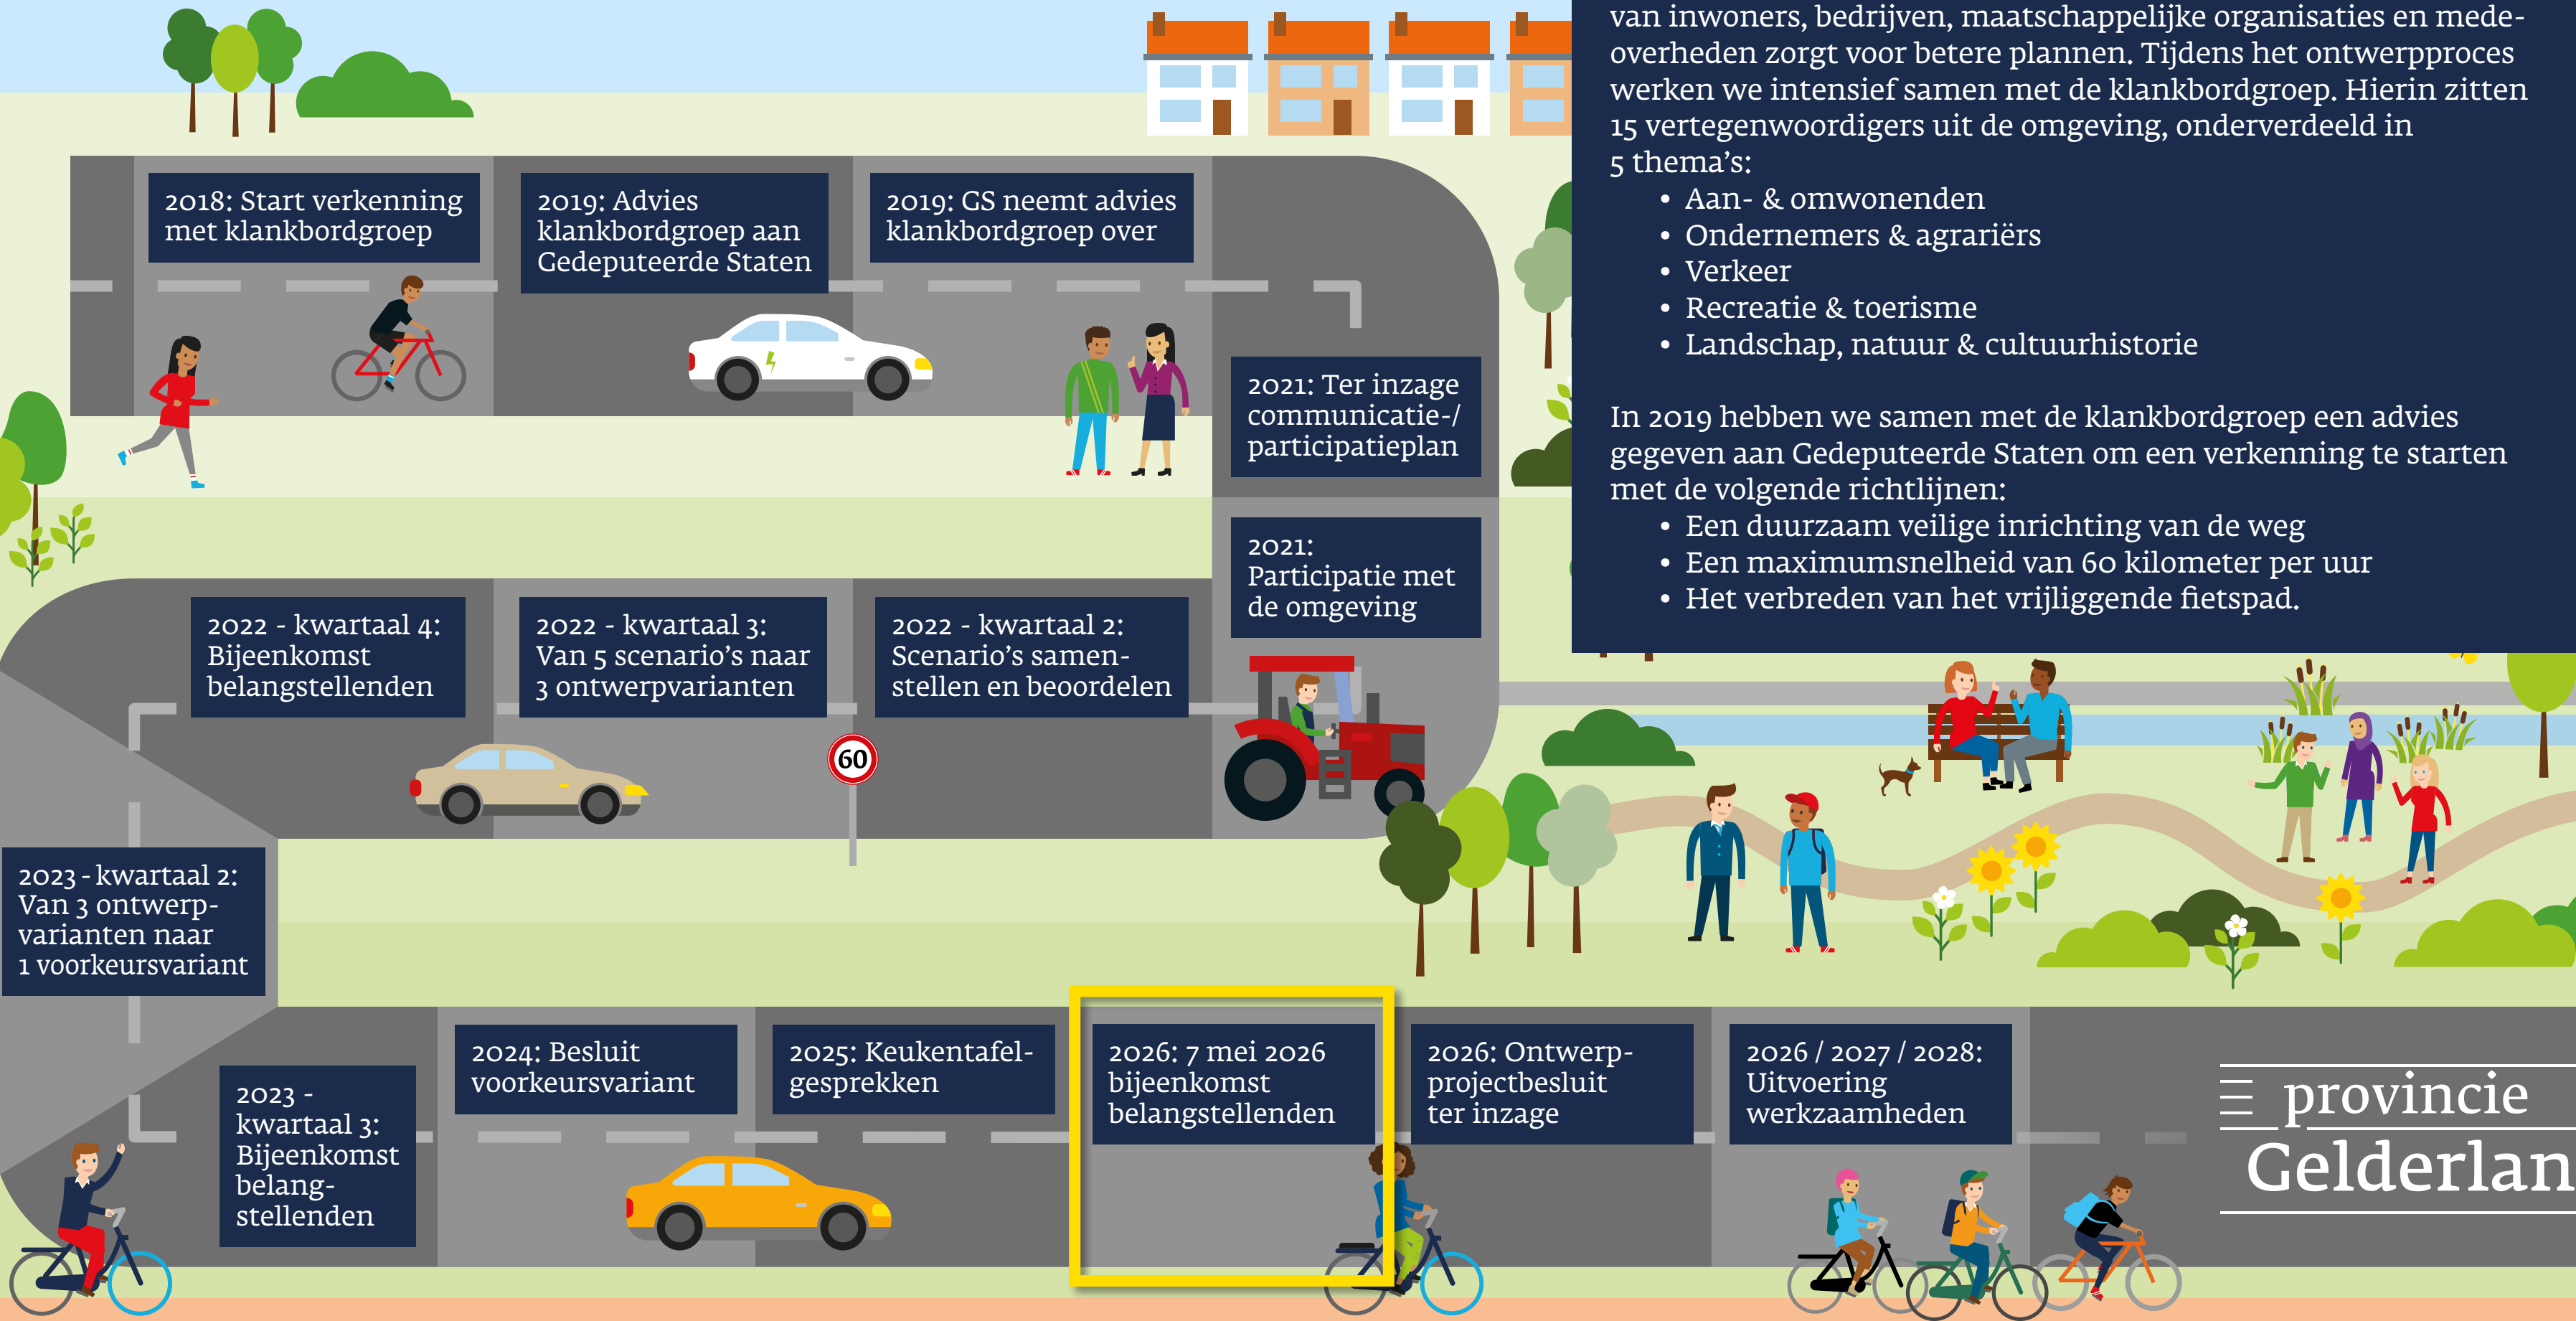 van inwoners, bedrijven, maatschappelijke organisaties en mede-
overheden zorgt voor betere plannen. Tijdens het ontwerpproces
werken we intensief samen met de klankbordgroep. Hierin zitten
15 vertegenwoordigers uit de omgeving, onderverdeeld in
5 thema's:
• Aan- & omwonenden
• Ondernemers & agrariërs
• Verkeer
• Recreatie & toerisme
• Landschap, natuur & cultuurhistorie
In 2019 hebben we samen met de klankbordgroep een advies
gegeven aan Gedeputeerde Staten om een verkenning te starten
met de volgende richtlijnen:
• Een duurzaam veilige inrichting van de weg
• Een maximumsnelheid van 60 kilometer per uur
• Het verbreden van het vrijliggende fietspad.
2018: Start verkenning
met klankbordgroep
2019: Advies
klankbordgroep aan
Gedeputeerde Staten
2019: GS neemt advies
klankbordgroep over
2021: Ter inzage
communicatie-/
participatieplan
2021:
Participatie met
de omgeving
2022 - kwartaal 2:
Scenario's samen-
stellen en beoordelen
2022 - kwartaal 3:
Van 5 scenario's naar
3 ontwerpvarianten
2022 - kwartaal 4:
Bijeenkomst
belangstellenden
60
2023 - kwartaal 2:
Van 3 ontwerp-
varianten naar
1 voorkeursvariant
2023 -
kwartaal 3:
Bijeenkomst
belang-
stellenden
2024: Besluit
voorkeursvariant
2025: Keukentafel-
gesprekken
2026: 7 mei 2026
bijeenkomst
belangstellenden
2026: Ontwerp-
projectbesluit
ter inzage
2026 / 2027 / 2028:
Uitvoering
werkzaamheden
provincie
Gelderlan